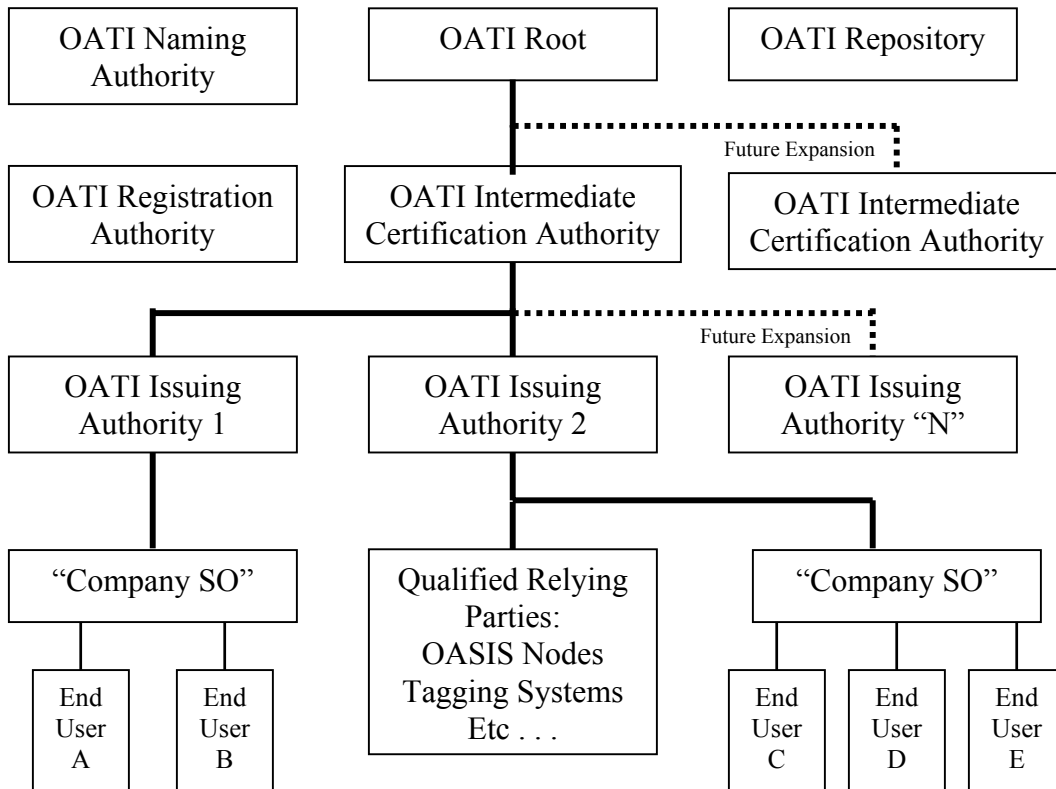 OATI Naming
Authority
OATI Root
OATI Repository
Future Expansion
OATI Registration
Authority
OATI Intermediate
Certification Authority
OATI Intermediate
Certification Authority
Future Expansion
OATI Issuing
Authority 1
OATI Issuing
Authority 2
OATI Issuing
Authority “N”
“Company SO”
Qualified Relying
Parties:
OASIS Nodes
Tagging Systems
Etc . . .
“Company SO”
End
User
A
End
User
B
End
User
C
End
User
D
End
User
E